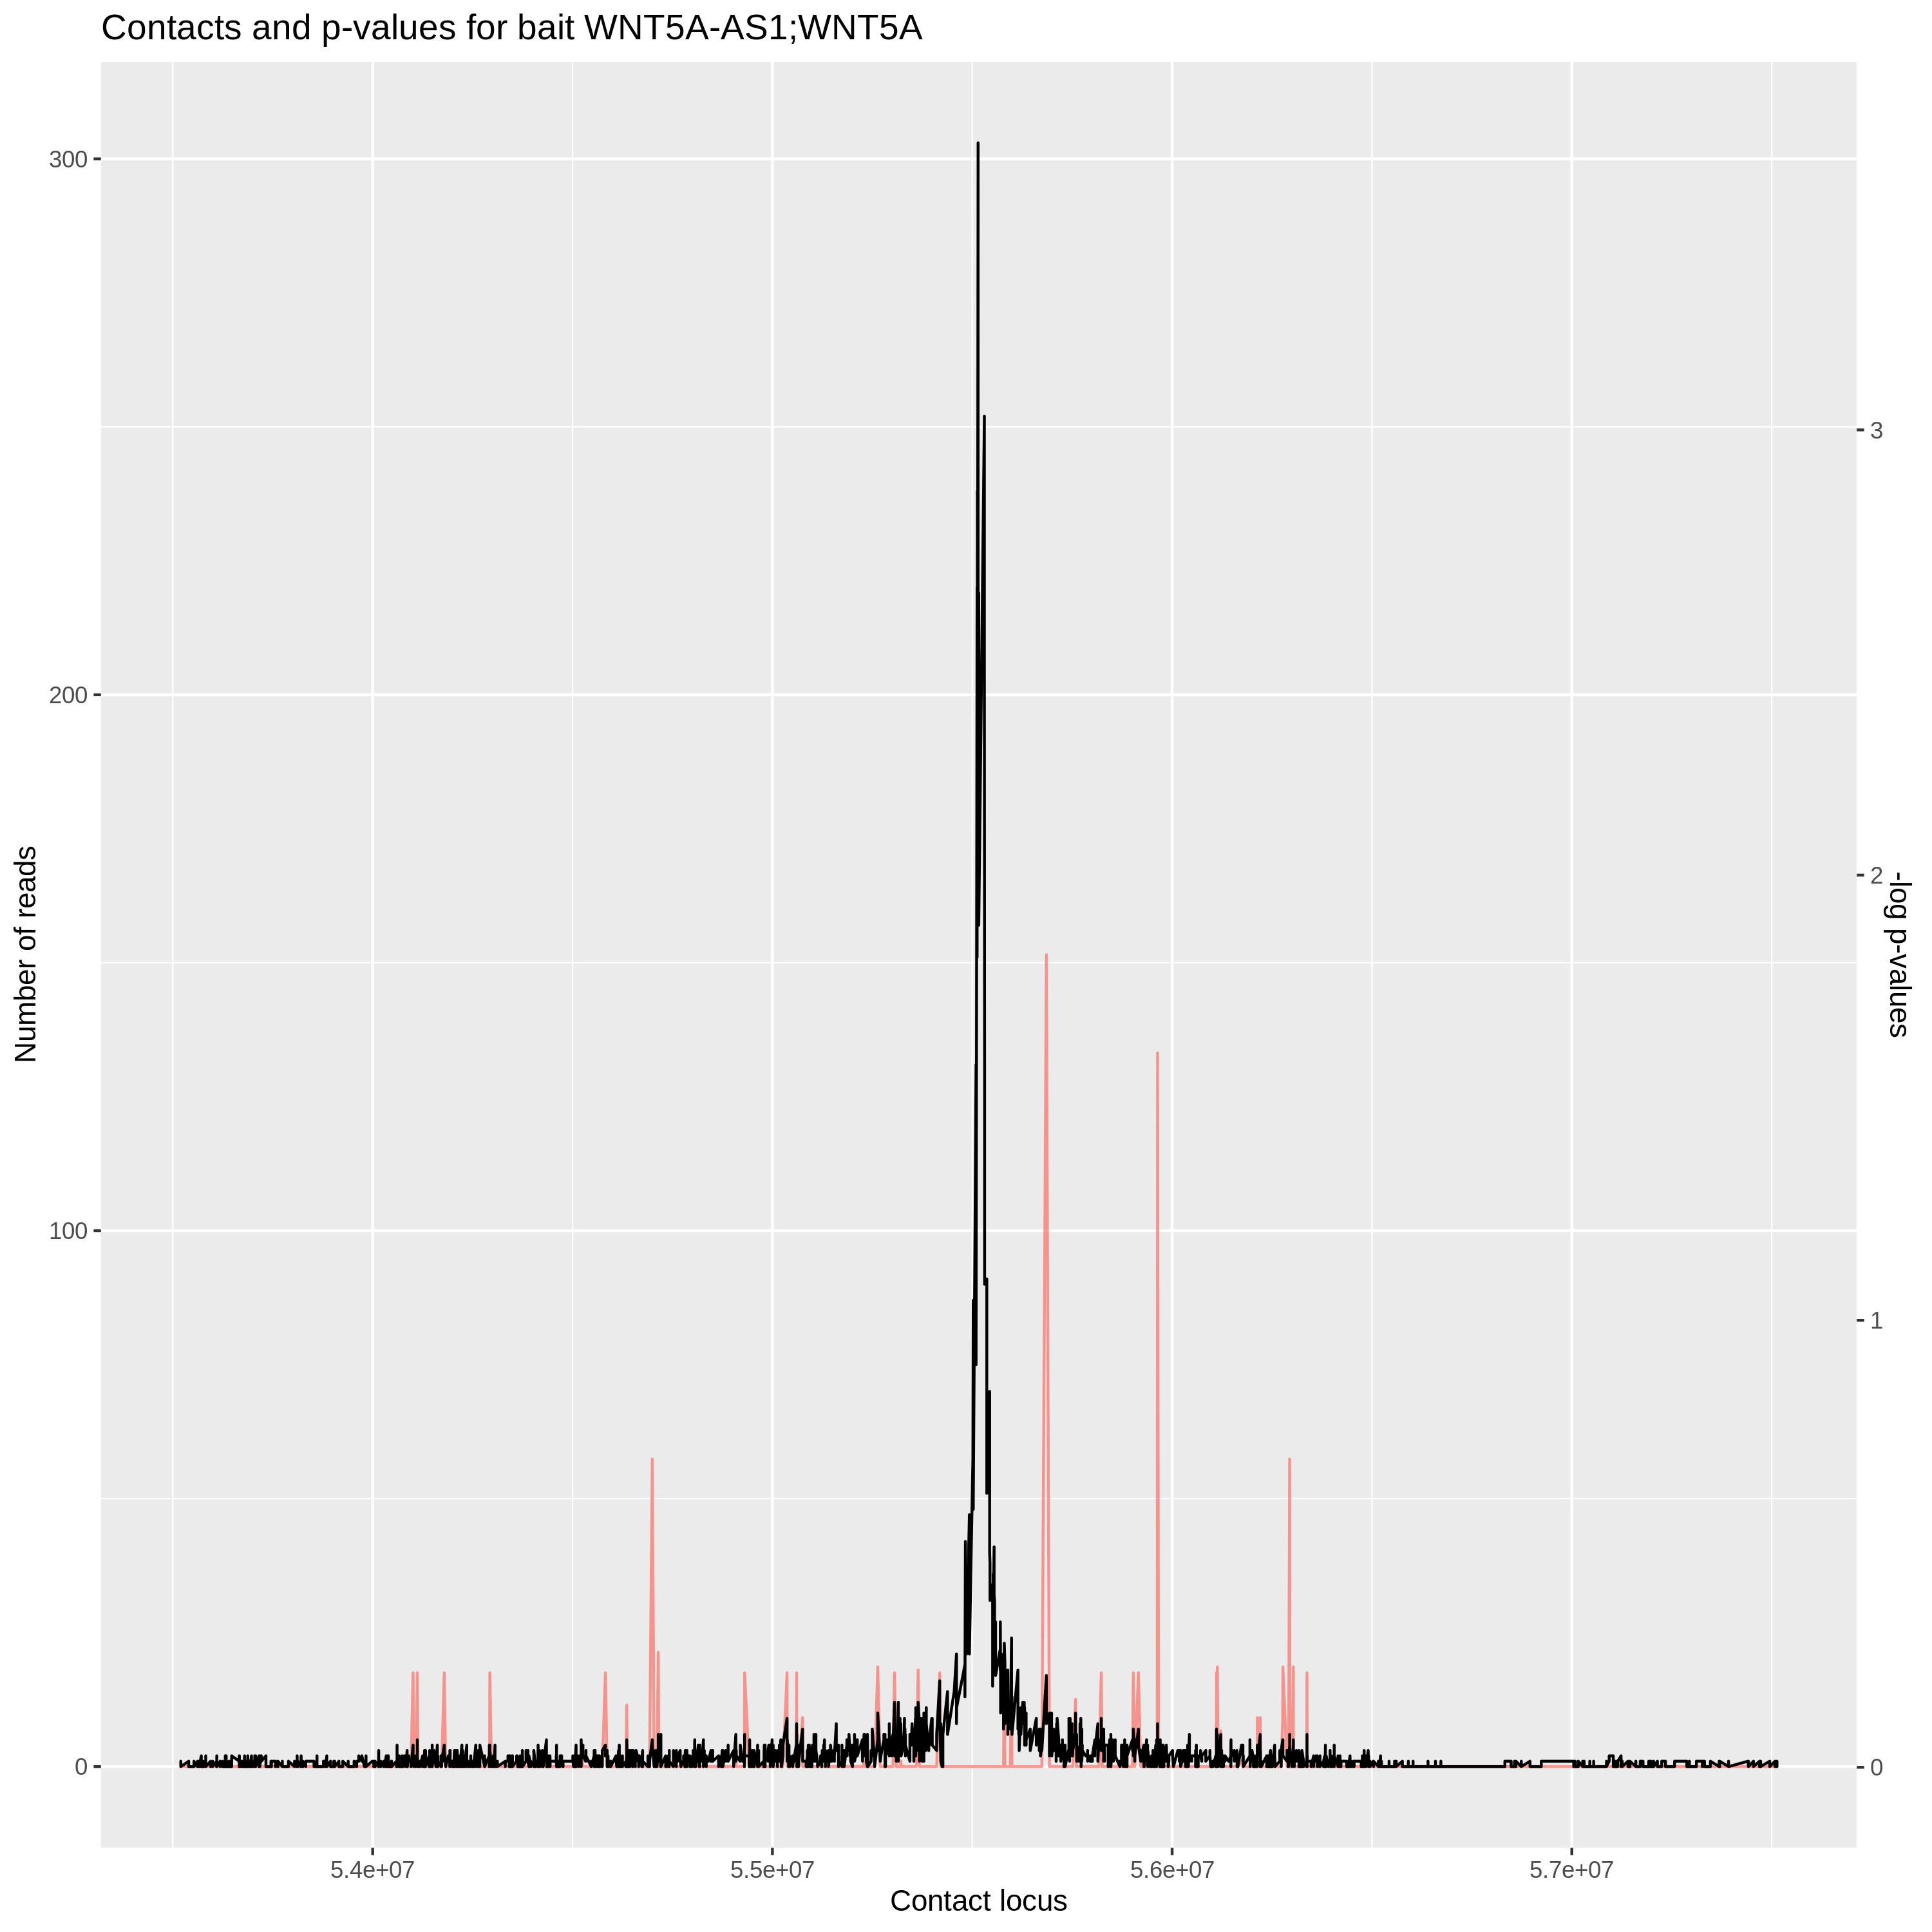 Contacts and p-values for bait WNT5A-AS1;WNT5A
300
200
100
0
Number of reads
3
2
1
0
-log p-values
5.4e+07 5.5e+07 5.6e+07 5.7e+07
Contact locus